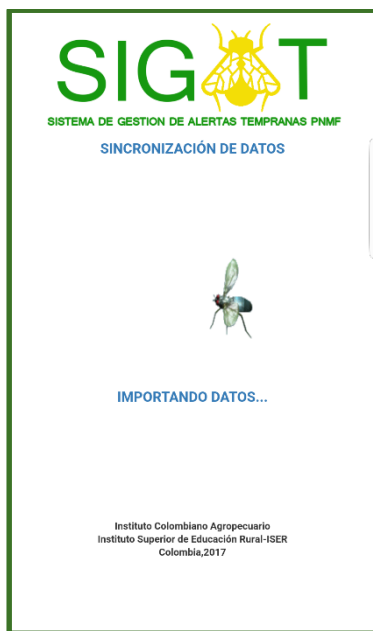 SIGAT
SISTEMA DE GESTION DE ALERTAS TEMPRANAS PNMF
SINCRONIZACIÓN DE DATOS
IMPORTANDO DATOS...
Instituto Colombiano Agropecuario
Instituto Superior de Educación Rural-ISER
Colombia,2017